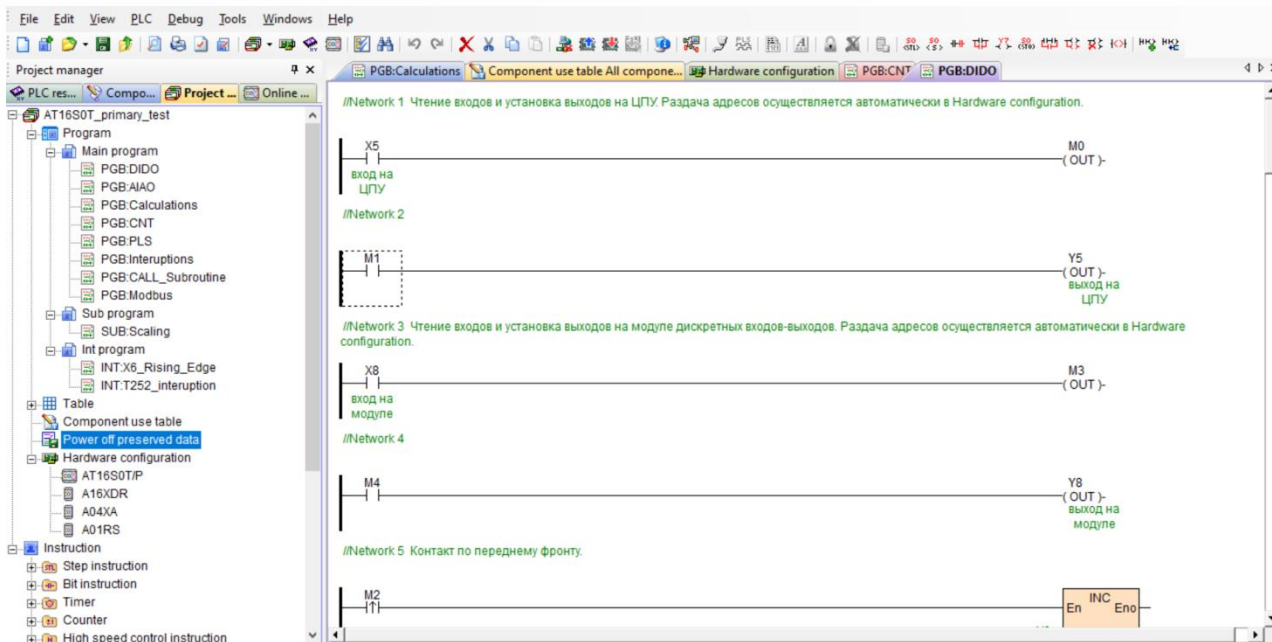 File Edit View PLC Debug Tools Windows Help
Project manager
PGB:Calculations Component use table All compone... Hardware configuration PGB:CNT PGB:DIDO
PLC res... Compo... Project ... Online ...
AT16S0T_primary_test
Program
Main program
PGB:DIDO
PGB:AIAO
PGB:Calculations
PGB:CNT
PGB:PLS
PGB:Interuptions
PGB:CALL_Subroutine
PGB:Modbus
Sub program
SUB:Scaling
Int program
INT:X6_Rising_Edge
INT:T252_interuption
Table
Component use table
Power off preserved data
Hardware configuration
AT16S0T/P
A16XDR
A04XA
A01RS
Instruction
Step instruction
Bit instruction
Timer
Counter
High speed control instruction
//Network 1 Чтение входов и установка выходов на ЦПУ. Раздача адресов осуществляется автоматически в Hardware configuration.
X5
M0
( OUT )-
вход на
ЦПУ
//Network 2
M1
Y5
( OUT )-
выход на
ЦПУ
//Network 3 Чтение входов и установка выходов на модуле дискретных входов-выходов. Раздача адресов осуществляется автоматически в Hardware
configuration.
X8
M3
( OUT )-
вход на
модуле
//Network 4
M4
Y8
( OUT )-
выход на
модуле
//Network 5 Контакт по переднему фронту.
M2
INC
En Eno